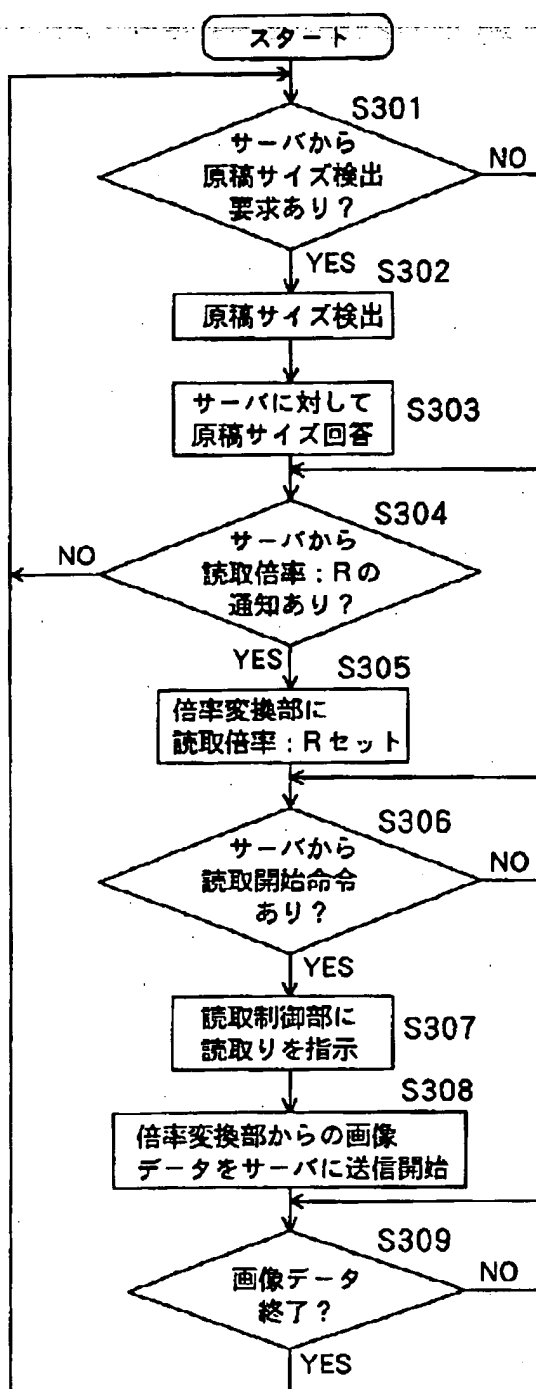 スタート
S301
サーバから
原稿サイズ検出
要求あり？
NO
YES
S302
原稿サイズ検出
サーバに対して
原稿サイズ回答
S303
S304
サーバから
読取倍率：Rの
通知あり？
NO
YES
S305
倍率変換部に
読取倍率：Rセット
S306
サーバから
読取開始命令
あり？
NO
YES
読取制御部に
読取りを指示
S307
S308
倍率変換部からの画像
データをサーバに送信開始
S309
画像データ
終了？
NO
YES